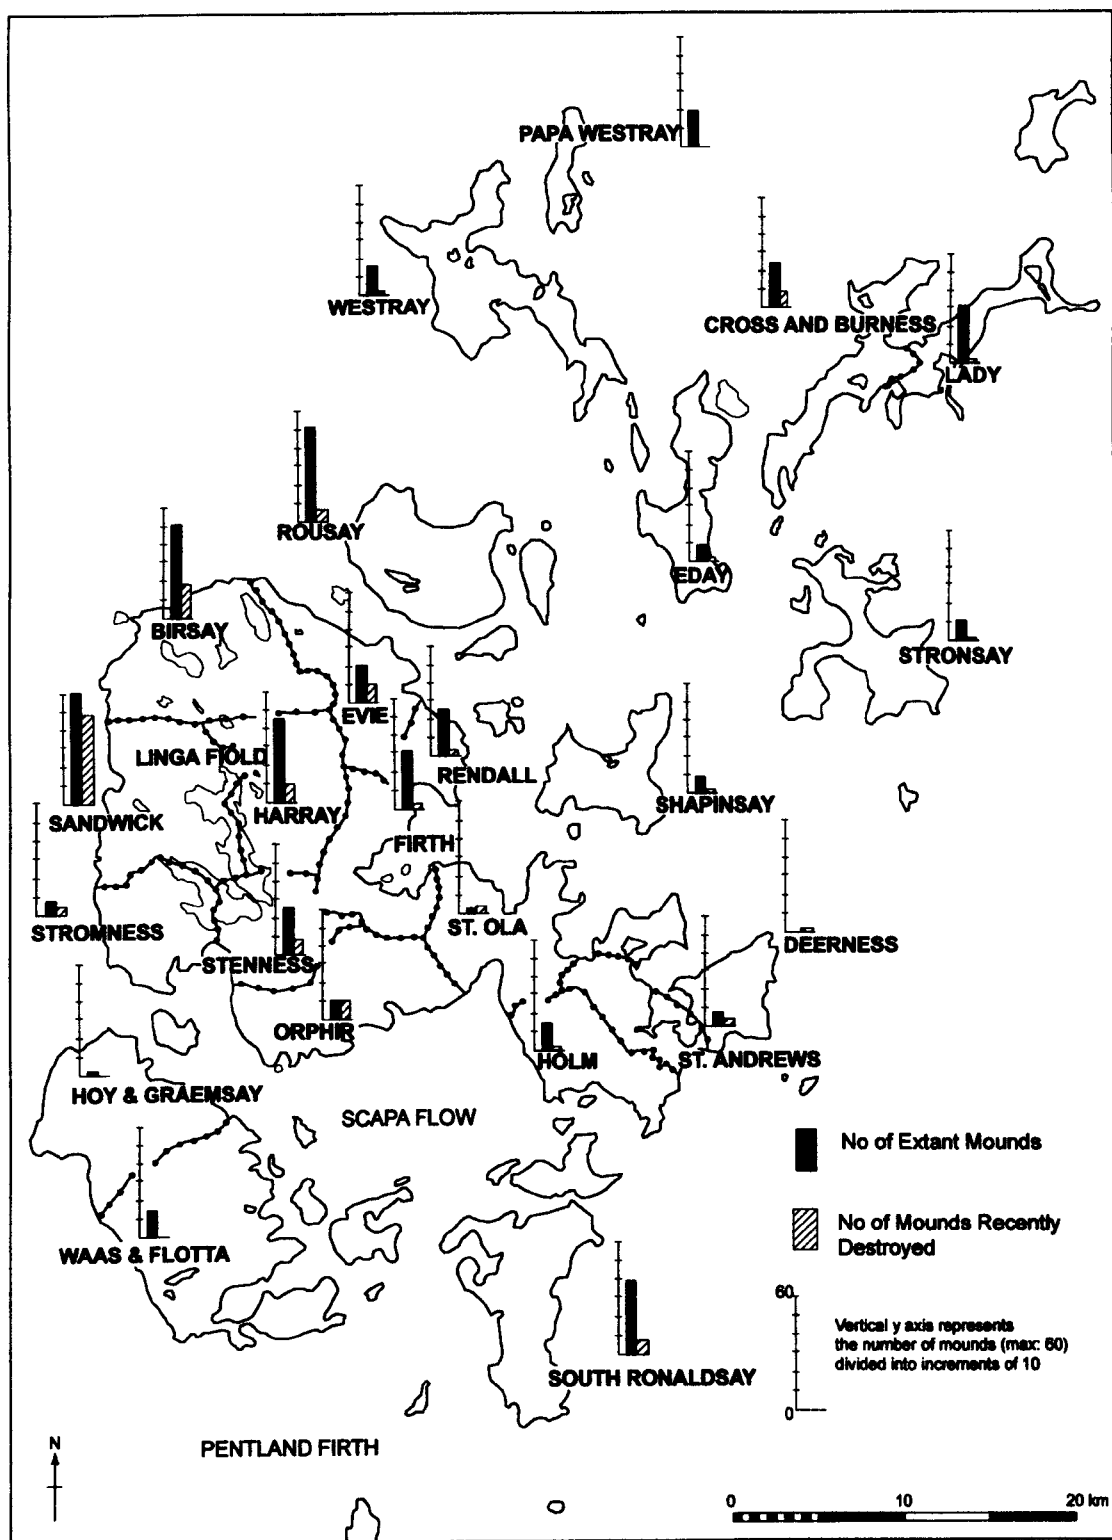 PAPA WESTRAY
WESTRAY
CROSS AND BURNESS
LADY
ROUSAY
EDAY
BIRSAY
STRONSAY
EVIE
LINGA FIOLD
RENDALL
SHAPINSAY
HARRAY
SANDWICK
FIRTH
ST. OLA
STROMNESS
DEERNESS
STENNESS
ORPHIR
HOLM
ST. ANDREWS
HOY & GRAEMSAY
SCAPA FLOW
No of Extant Mounds
No of Mounds Recently
Destroyed
WAAS & FLOTTA
60
Vertical y axis represents
the number of mounds (max: 60)
divided into increments of 10
0
SOUTH RONALDSAY
N
PENTLAND FIRTH
0 10 20 km